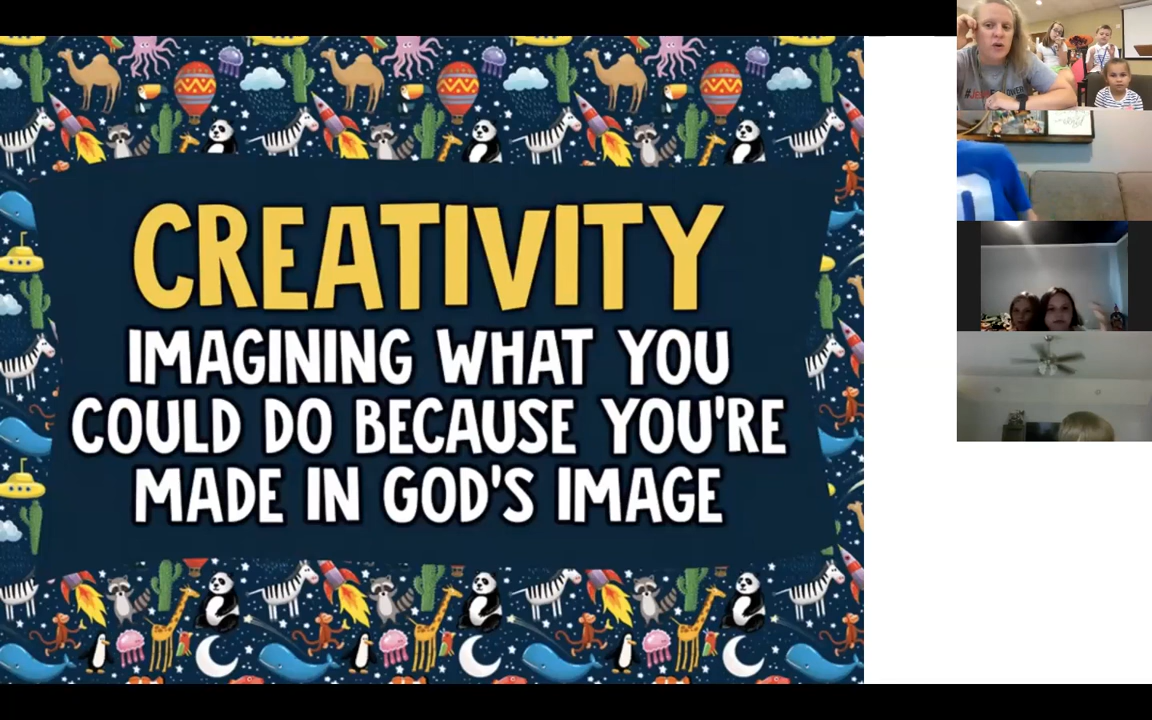 CREATIVITY
IMAGINING WHAT YOU
COULD DO BECAUSE YOU'RE
MADE IN GOD'S IMAGE